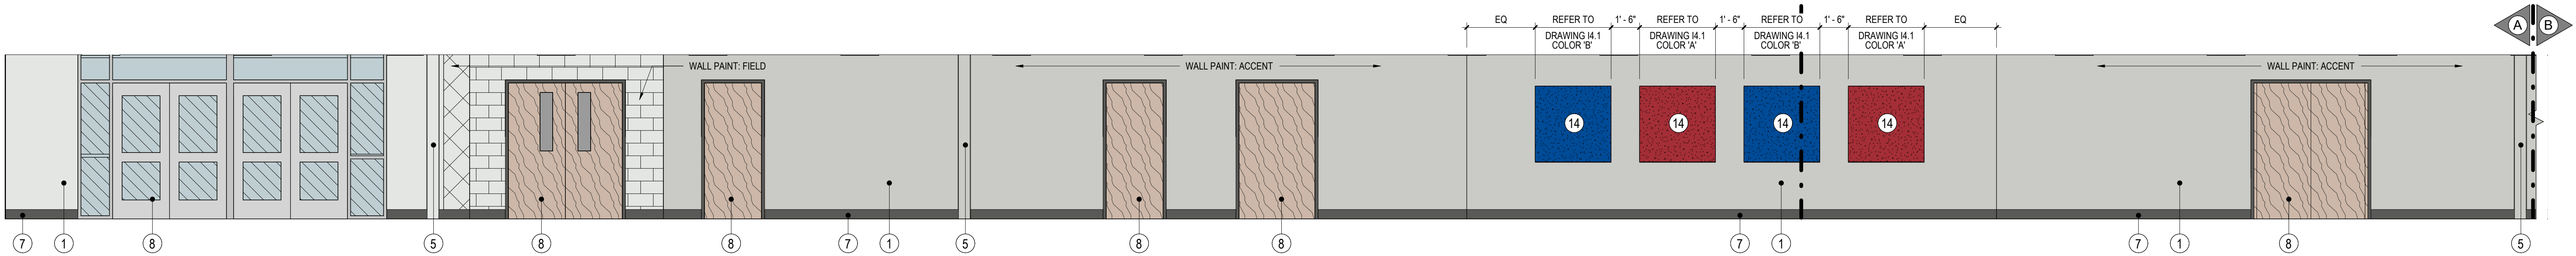 EQ REFER TO 1' - 6" REFER TO 1' - 6" REFER TO 1' - 6" REFER TO EQ
DRAWING I4.1 DRAWING I4.1 DRAWING I4.1 DRAWING I4.1
COLOR 'B' COLOR 'A' COLOR 'B' COLOR 'A'
A B
WALL PAINT: FIELD WALL PAINT: ACCENT WALL PAINT: ACCENT
14 14 14 14
7 1 8 5 8 8 7 1 5 8 8 7 1 7 1 8 5